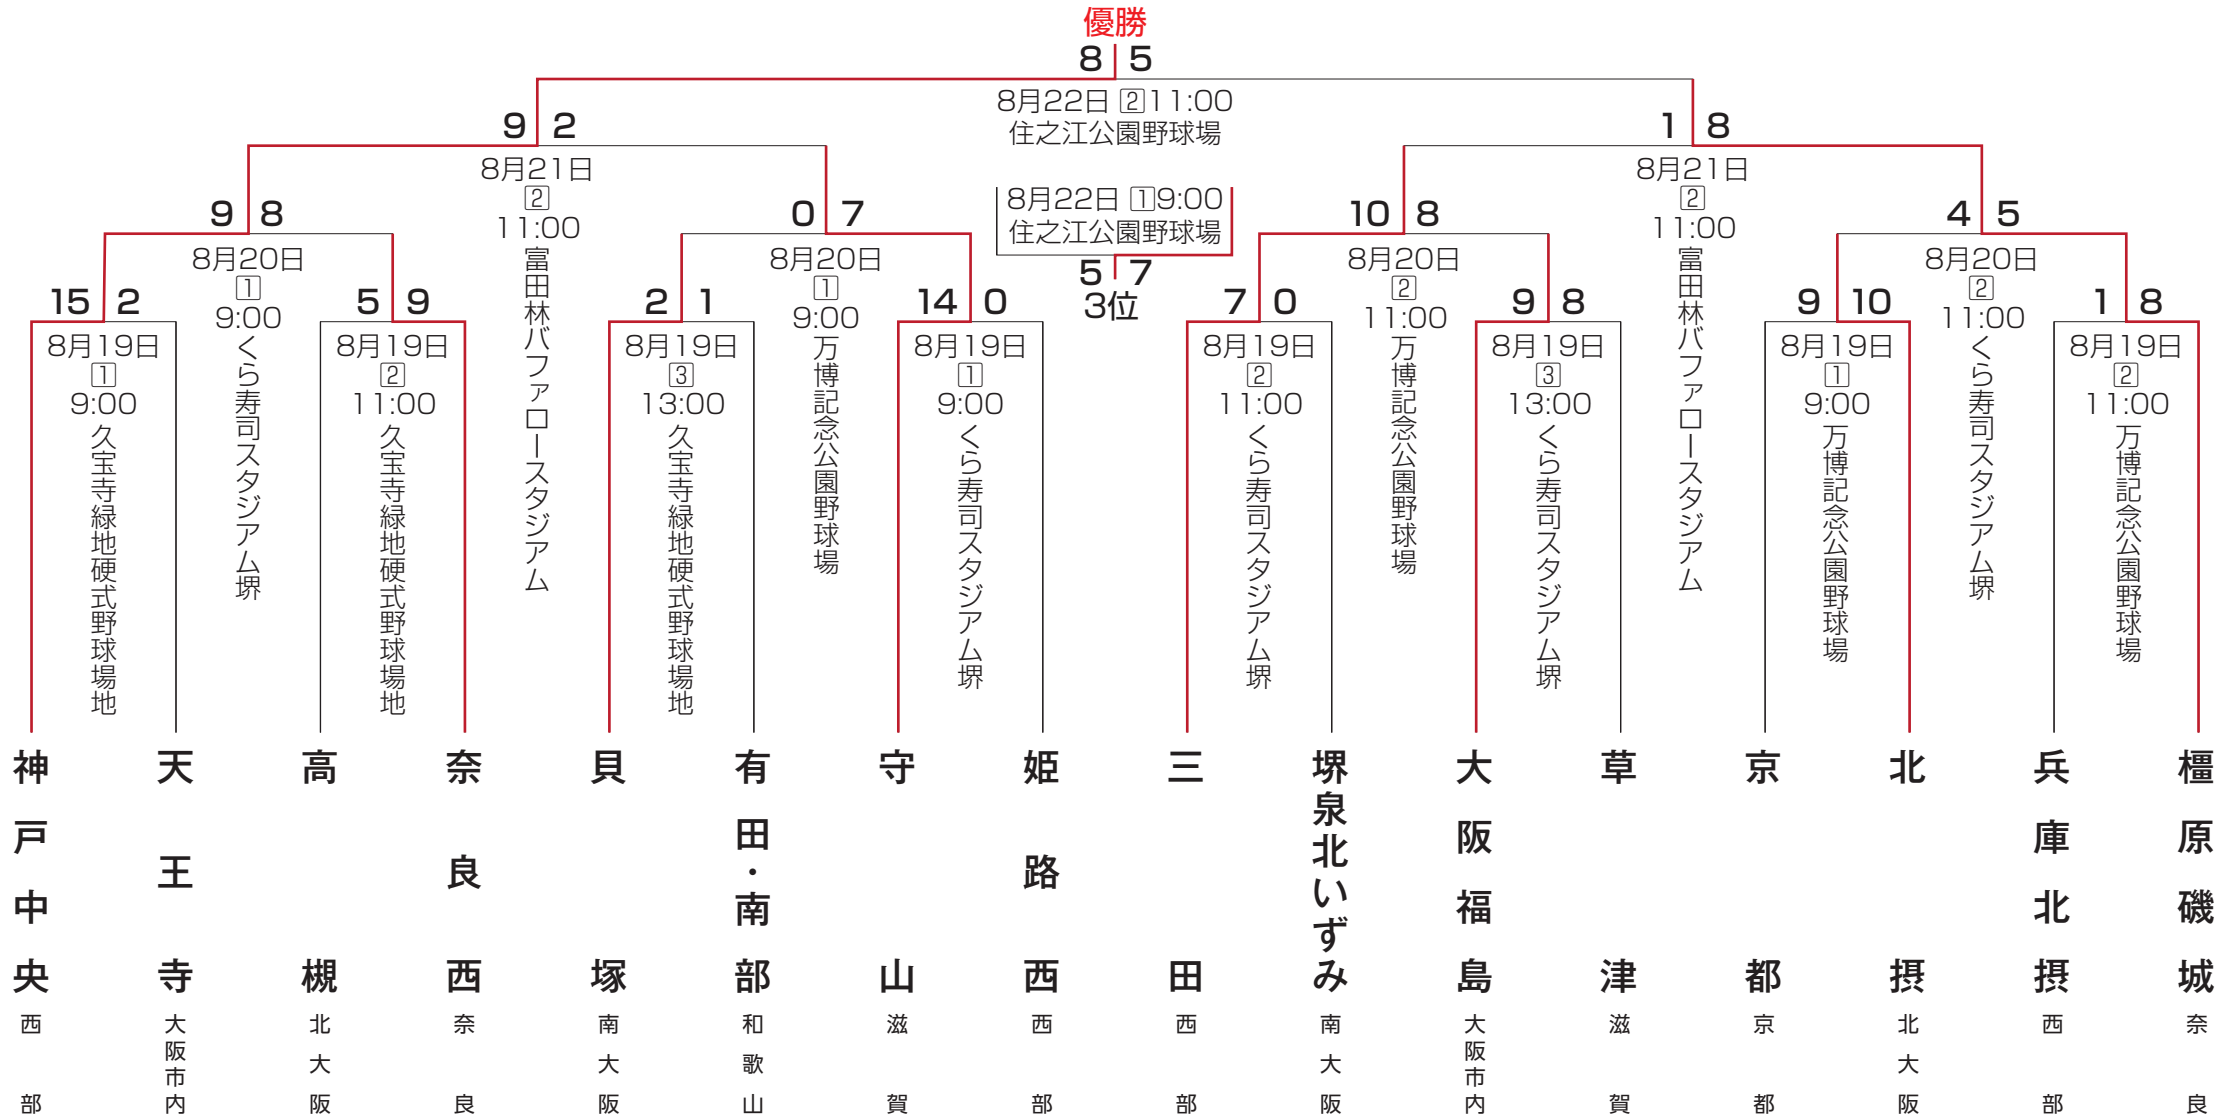 優勝
8 5
8月22日 2 11:00
住之江公園野球場
9 2
8月21日
2
11:00
富田林バファロースタジアム
1 8
8月21日
2
11:00
富田林バファロースタジアム
8月22日 1 9:00
住之江公園野球場
5 7
3位
9 8
8月20日
1
9:00
くら寿司スタジアム堺
0 7
8月20日
1
9:00
万博記念公園野球場
10 8
8月20日
2
11:00
万博記念公園野球場
4 5
8月20日
2
11:00
くら寿司スタジアム堺
15 2
8月19日
1
9:00
久宝寺緑地硬式野球場地
5 9
8月19日
2
11:00
久宝寺緑地硬式野球場地
2 1
8月19日
3
13:00
久宝寺緑地硬式野球場地
14 0
8月19日
1
9:00
くら寿司スタジアム堺
7 0
8月19日
2
11:00
くら寿司スタジアム堺
9 8
8月19日
3
13:00
くら寿司スタジアム堺
9 10
8月19日
1
9:00
万博記念公園野球場
1 8
8月19日
2
11:00
万博記念公園野球場
神戸中央
西部
天王寺
大阪市内
高槻
北大阪
奈良西
奈良
貝塚
南大阪
有田・南部
和歌山
守山
滋賀
姫路西
西部
三田
西部
堺泉北いずみ
南大阪
大阪福島
大阪市内
草津
滋賀
京都
京都
北摂
北大阪
兵庫北摂
西部
橿原磯城
奈良